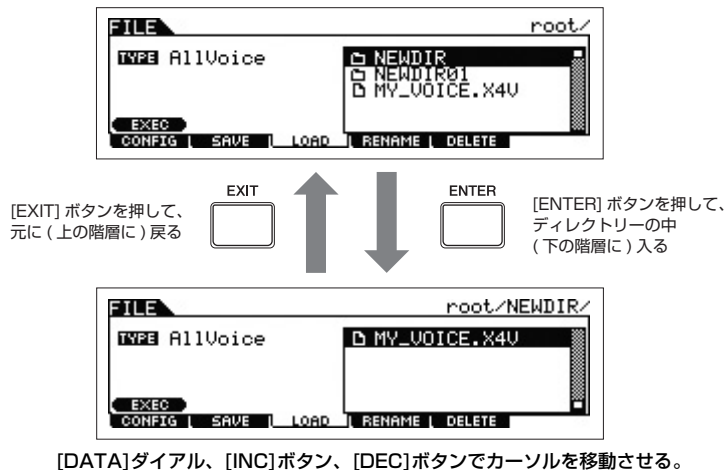 FILE root/
TYPE AllVoice
NEWDIR
NEWDIR01
MY_VOICE.X4V
EXEC
CONFIG SAVE LOAD RENAME DELETE
[EXIT] ボタンを押して、
元に ( 上の階層に ) 戻る
EXIT
ENTER
[ENTER] ボタンを押して、
ディレクトリーの中
( 下の階層に ) 入る
FILE root/NEWDIR/
TYPE AllVoice
MY_VOICE.X4V
EXEC
CONFIG SAVE LOAD RENAME DELETE
[DATA]ダイアル、[INC]ボタン、[DEC]ボタンでカーソルを移動させる。